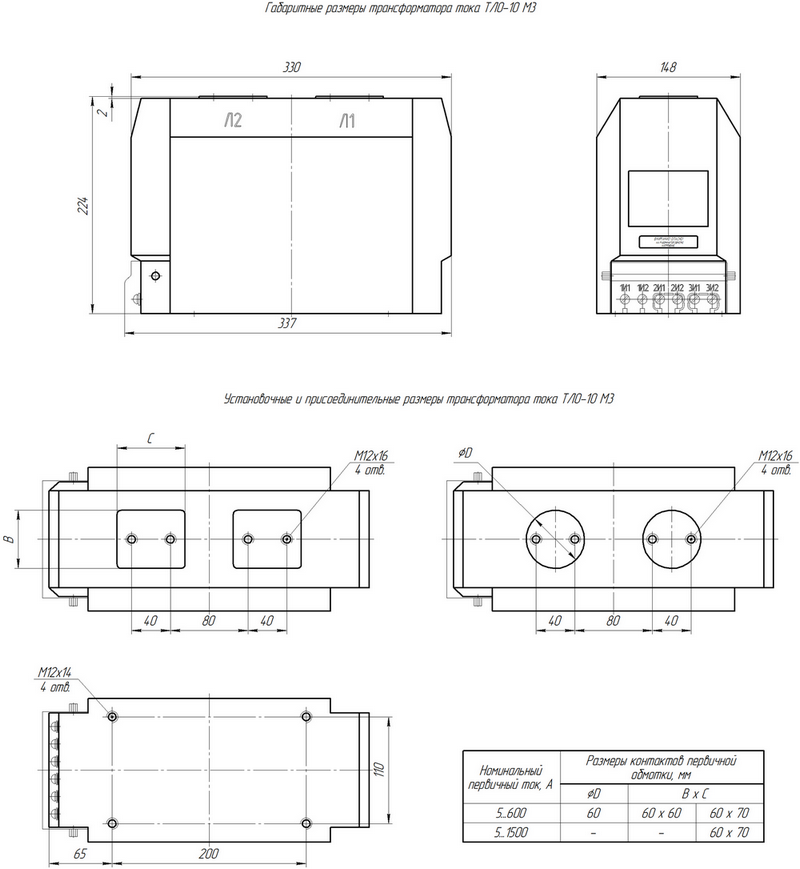 Габаритные размеры трансформатора тока ТЛО-10 М3
330
148
2
Л2
Л1
224
1И1 1И2 2И1 2И2 3И1 3И2
337
Установочные и присоединительные размеры трансформатора тока ТЛО-10 М3
C
М12х16
4 отв.
B
40
80
40
φD
М12х16
4 отв.
40
80
40
М12х14
4 отв.
110
65
200
Номинальный первичный ток, А
Размеры контактов первичной
обмотки, мм
φD
B x C
5...600 60 60 x 60 60 x 70
5...1500 – – 60 x 70